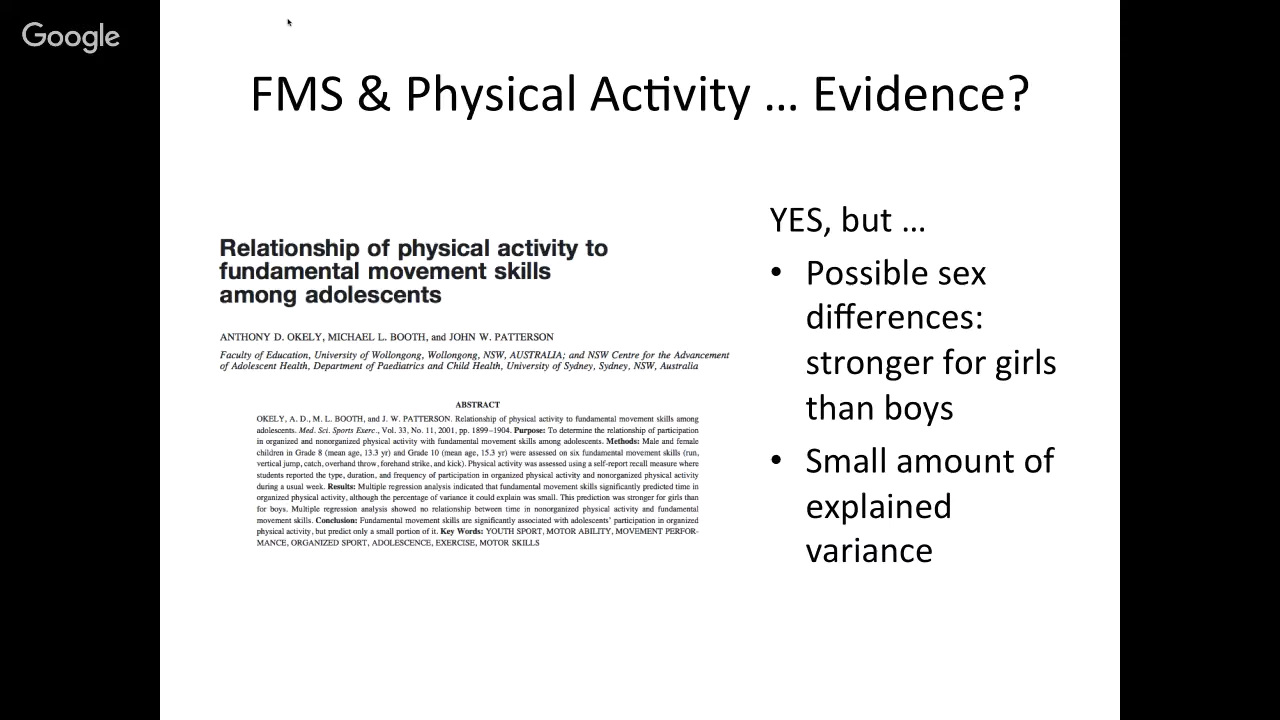 Google
FMS & Physical Activity … Evidence?
Relationship of physical activity to
fundamental movement skills
among adolescents
ANTHONY D. OKELY, MICHAEL L. BOOTH, and JOHN W. PATTERSON
Faculty of Education, University of Wollongong, Wollongong, NSW, AUSTRALIA; and NSW Centre for the Advancement
of Adolescent Health, Department of Paediatrics and Child Health, University of Sydney, Sydney, NSW, Australia
ABSTRACT
OKELY, A. D., M. L. BOOTH, and J. W. PATTERSON. Relationship of physical activity to fundamental movement skills among
adolescents. Med. Sci. Sports Exerc., Vol. 33, No. 11, 2001, pp. 1899–1904. Purpose: To determine the relationship of participation
in organized and nonorganized physical activity with fundamental movement skills among adolescents. Methods: Male and female
children in Grade 8 (mean age, 13.3 yr) and Grade 10 (mean age, 15.3 yr) were assessed on six fundamental movement skills (run,
vertical jump, catch, overhand throw, forehand strike, and kick). Physical activity was assessed using a self-report recall measure where
students reported the type, duration, and frequency of participation in organized physical activity and nonorganized physical activity
during a usual week. Results: Multiple regression analysis indicated that fundamental movement skills significantly predicted time in
organized physical activity, although the percentage of variance it could explain was small. This prediction was stronger for girls than
for boys. Multiple regression analysis showed no relationship between time in nonorganized physical activity and fundamental
movement skills. Conclusion: Fundamental movement skills are significantly associated with adolescents' participation in organized
physical activity, but predict only a small portion of it. Key Words: YOUTH SPORT, MOTOR ABILITY, MOVEMENT PERFOR-
MANCE, ORGANIZED SPORT, ADOLESCENCE, EXERCISE, MOTOR SKILLS
YES, but …
• Possible sex
differences:
stronger for girls
than boys
• Small amount of
explained
variance